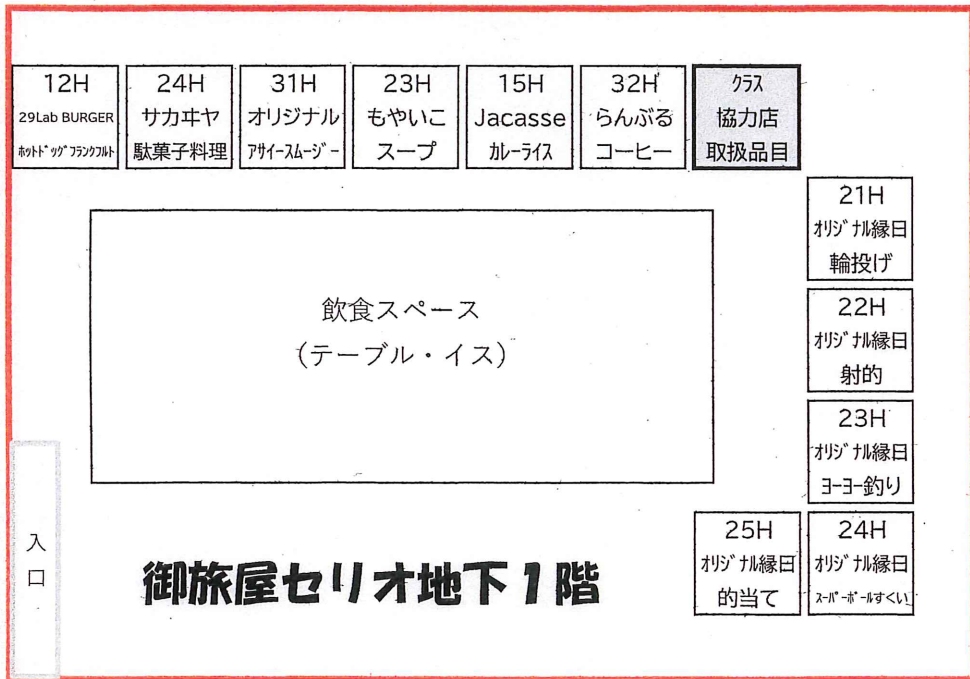 12H
29Lab BURGER
ﾎｯﾄﾄﾞｯｸﾞﾌﾗﾝｸﾌﾙﾄ
24H
サカヰヤ
駄菓子料理
31H
オリジナル
ｱｻｲｰｽﾑｰｼﾞｰ
23H
もやいこ
スープ
15H
Jacasse
ｶﾚｰﾗｲｽ
32H
らんぶる
コーヒー
ｸﾗｽ
協力店
取扱品目
21H
ｵﾘｼﾞﾅﾙ縁日
輪投げ
22H
ｵﾘｼﾞﾅﾙ縁日
射的
23H
ｵﾘｼﾞﾅﾙ縁日
ﾖｰﾖｰ釣り
25H
ｵﾘｼﾞﾅﾙ縁日
的当て
24H
ｵﾘｼﾞﾅﾙ縁日
ｽｰﾊﾟｰﾎﾞｰﾙすくい
飲食スペース
(テーブル・イス)
入口
御旅屋セリオ地下1階